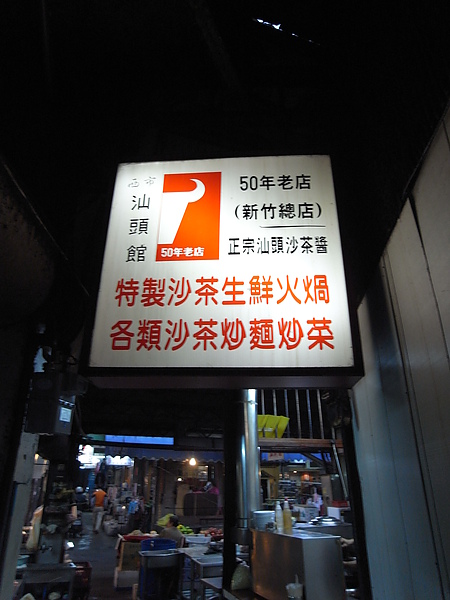 西市
汕頭館
50年老店
50年老店
(新竹總店)
正宗汕頭沙茶醬
特製沙茶生鮮火鍋
各類沙茶炒麵炒菜